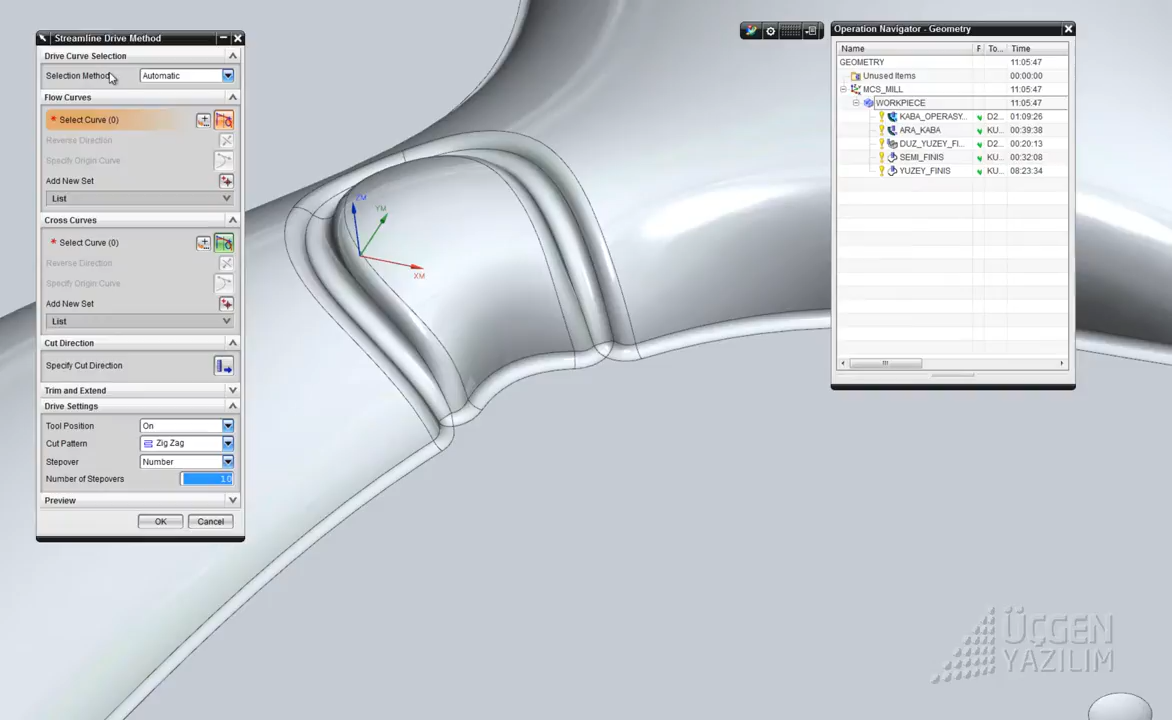 Streamline Drive Method
Drive Curve Selection
Selection Method
Automatic
Flow Curves
* Select Curve (0)
Reverse Direction
Specify Origin Curve
Add New Set
List
Cross Curves
* Select Curve (0)
Reverse Direction
Specify Origin Curve
Add New Set
List
Cut Direction
Specify Cut Direction
Trim and Extend
Drive Settings
Tool Position On
Cut Pattern Zig Zag
Stepover Number
Number of Stepovers 10
Preview
OK Cancel
ZM
YM
XM
Operation Navigator - Geometry
Name F To... Time
GEOMETRY 11:05:47
Unused Items 00:00:00
MCS_MILL 11:05:47
WORKPIECE 11:05:47
KABA_OPERASY... D2... 01:09:26
ARA_KABA KU... 00:39:38
DUZ_YUZEY_FI... D2... 00:20:13
SEMI_FINIS KU... 00:32:08
YUZEY_FINIS KU... 08:23:34
ÜÇGEN
YAZILIM